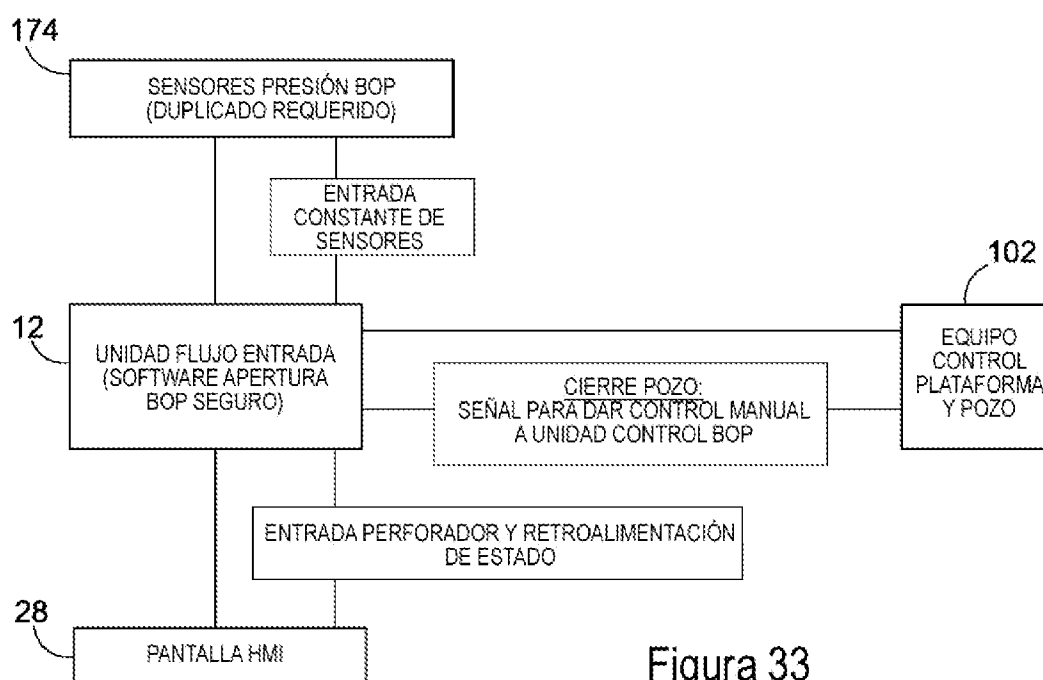 174
SENSORES PRESIÓN BOP
(DUPLICADO REQUERIDO)
ENTRADA
CONSTANTE DE
SENSORES
102
12
UNIDAD FLUJO ENTRADA
(SOFTWARE APERTURA
BOP SEGURO)
CIERRE POZO:
SEÑAL PARA DAR CONTROL MANUAL
A UNIDAD CONTROL BOP
EQUIPO
CONTROL
PLATAFORMA
Y POZO
ENTRADA PERFORADOR Y RETROALIMENTACIÓN
DE ESTADO
28
PANTALLA HMI
Figura 33